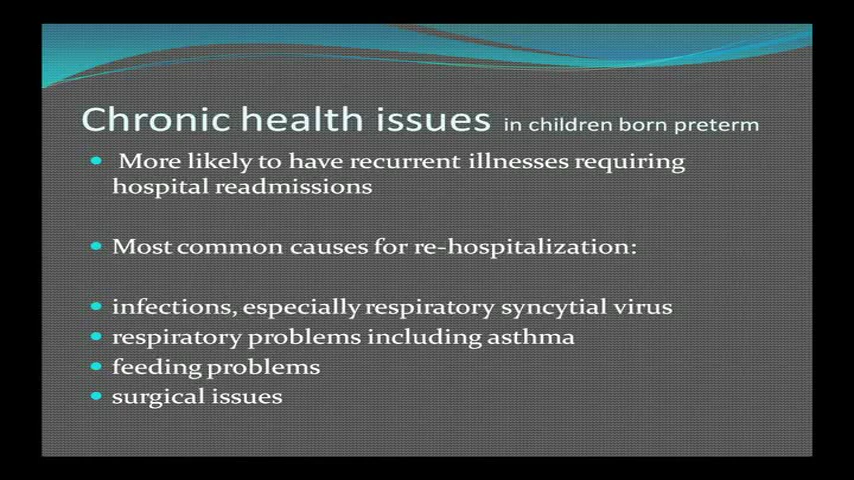 Chronic health issues in children born preterm
More likely to have recurrent illnesses requiring
hospital readmissions
Most common causes for re-hospitalization:
infections, especially respiratory syncytial virus
respiratory problems including asthma
feeding problems
surgical issues